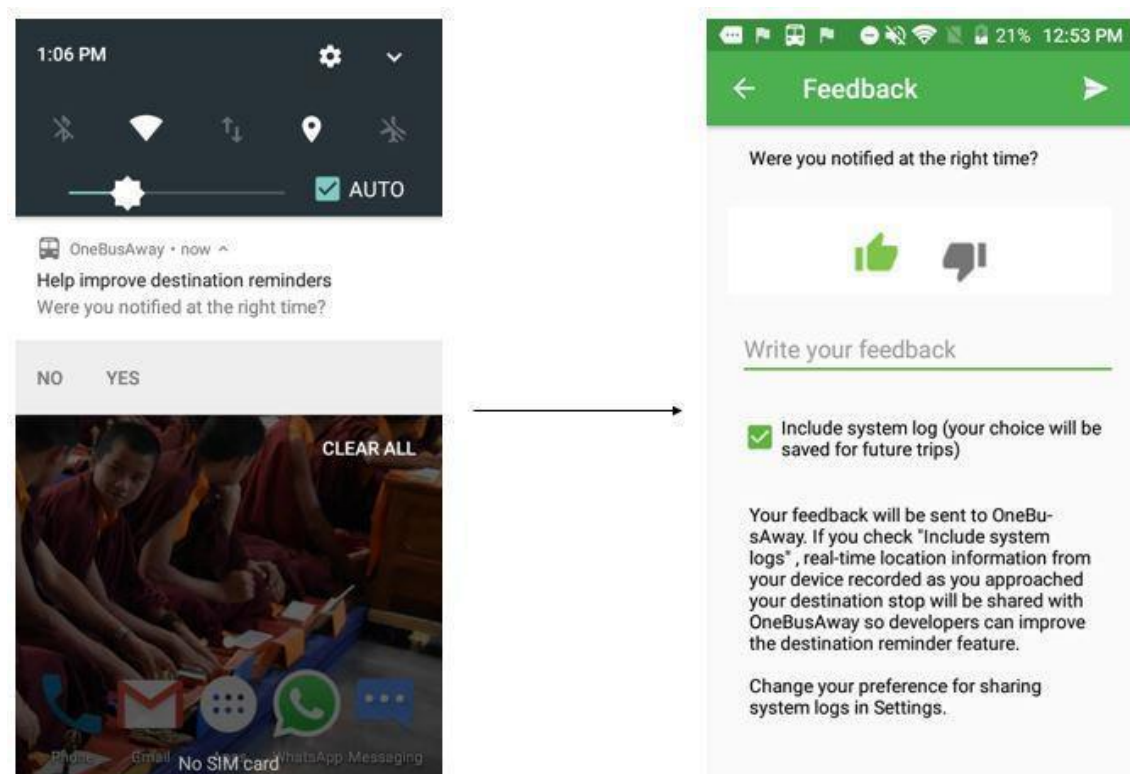 1:06 PM
AUTO
OneBusAway • now
Help improve destination reminders
Were you notified at the right time?
NO YES
CLEAR ALL
Phone Gmail Apps WhatsApp Messaging
No SIM card
21% 12:53 PM
Feedback
Were you notified at the right time?
Write your feedback
Include system log (your choice will be
saved for future trips)
Your feedback will be sent to OneBu-
sAway. If you check "Include system
logs" , real-time location information from
your device recorded as you approached
your destination stop will be shared with
OneBusAway so developers can improve
the destination reminder feature.
Change your preference for sharing
system logs in Settings.